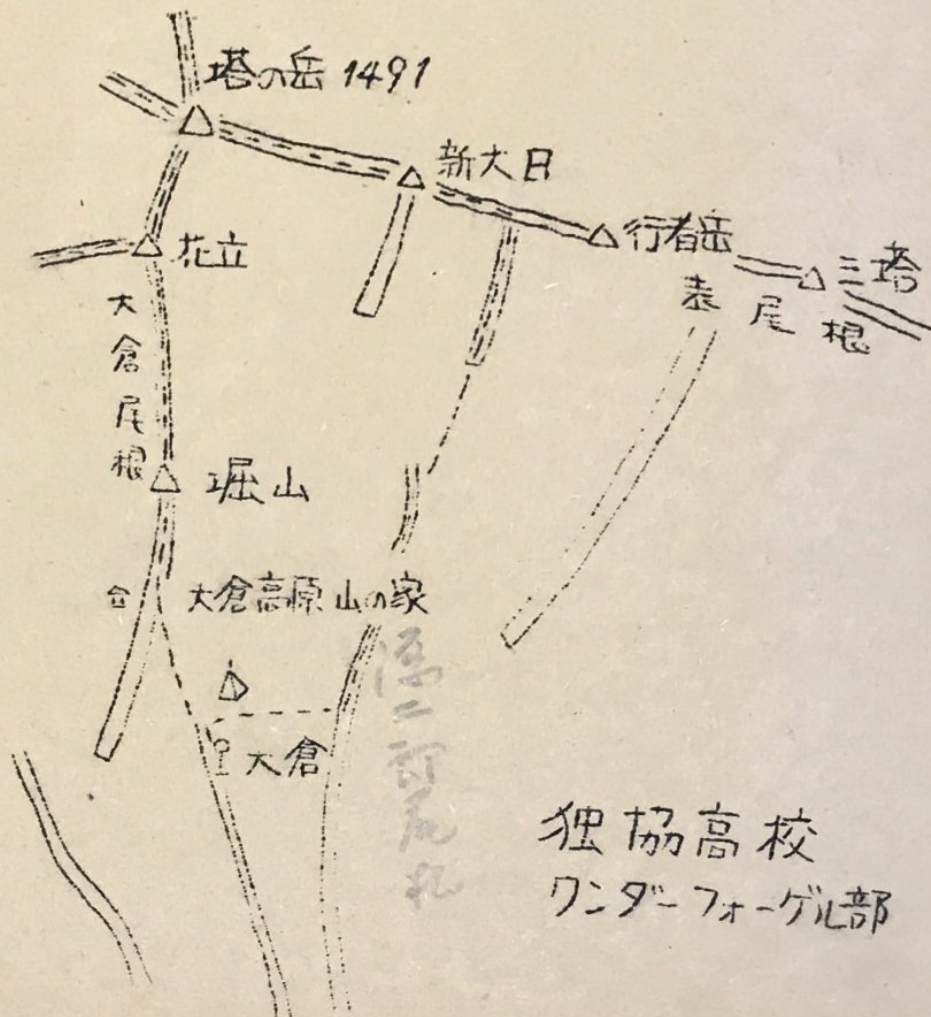 塔の岳 1491
新大日
行者岳
三塔
花立
表尾根
大倉尾根
堀山
大倉高原山の家
大倉
独協高校
ワンダーフォーゲル部